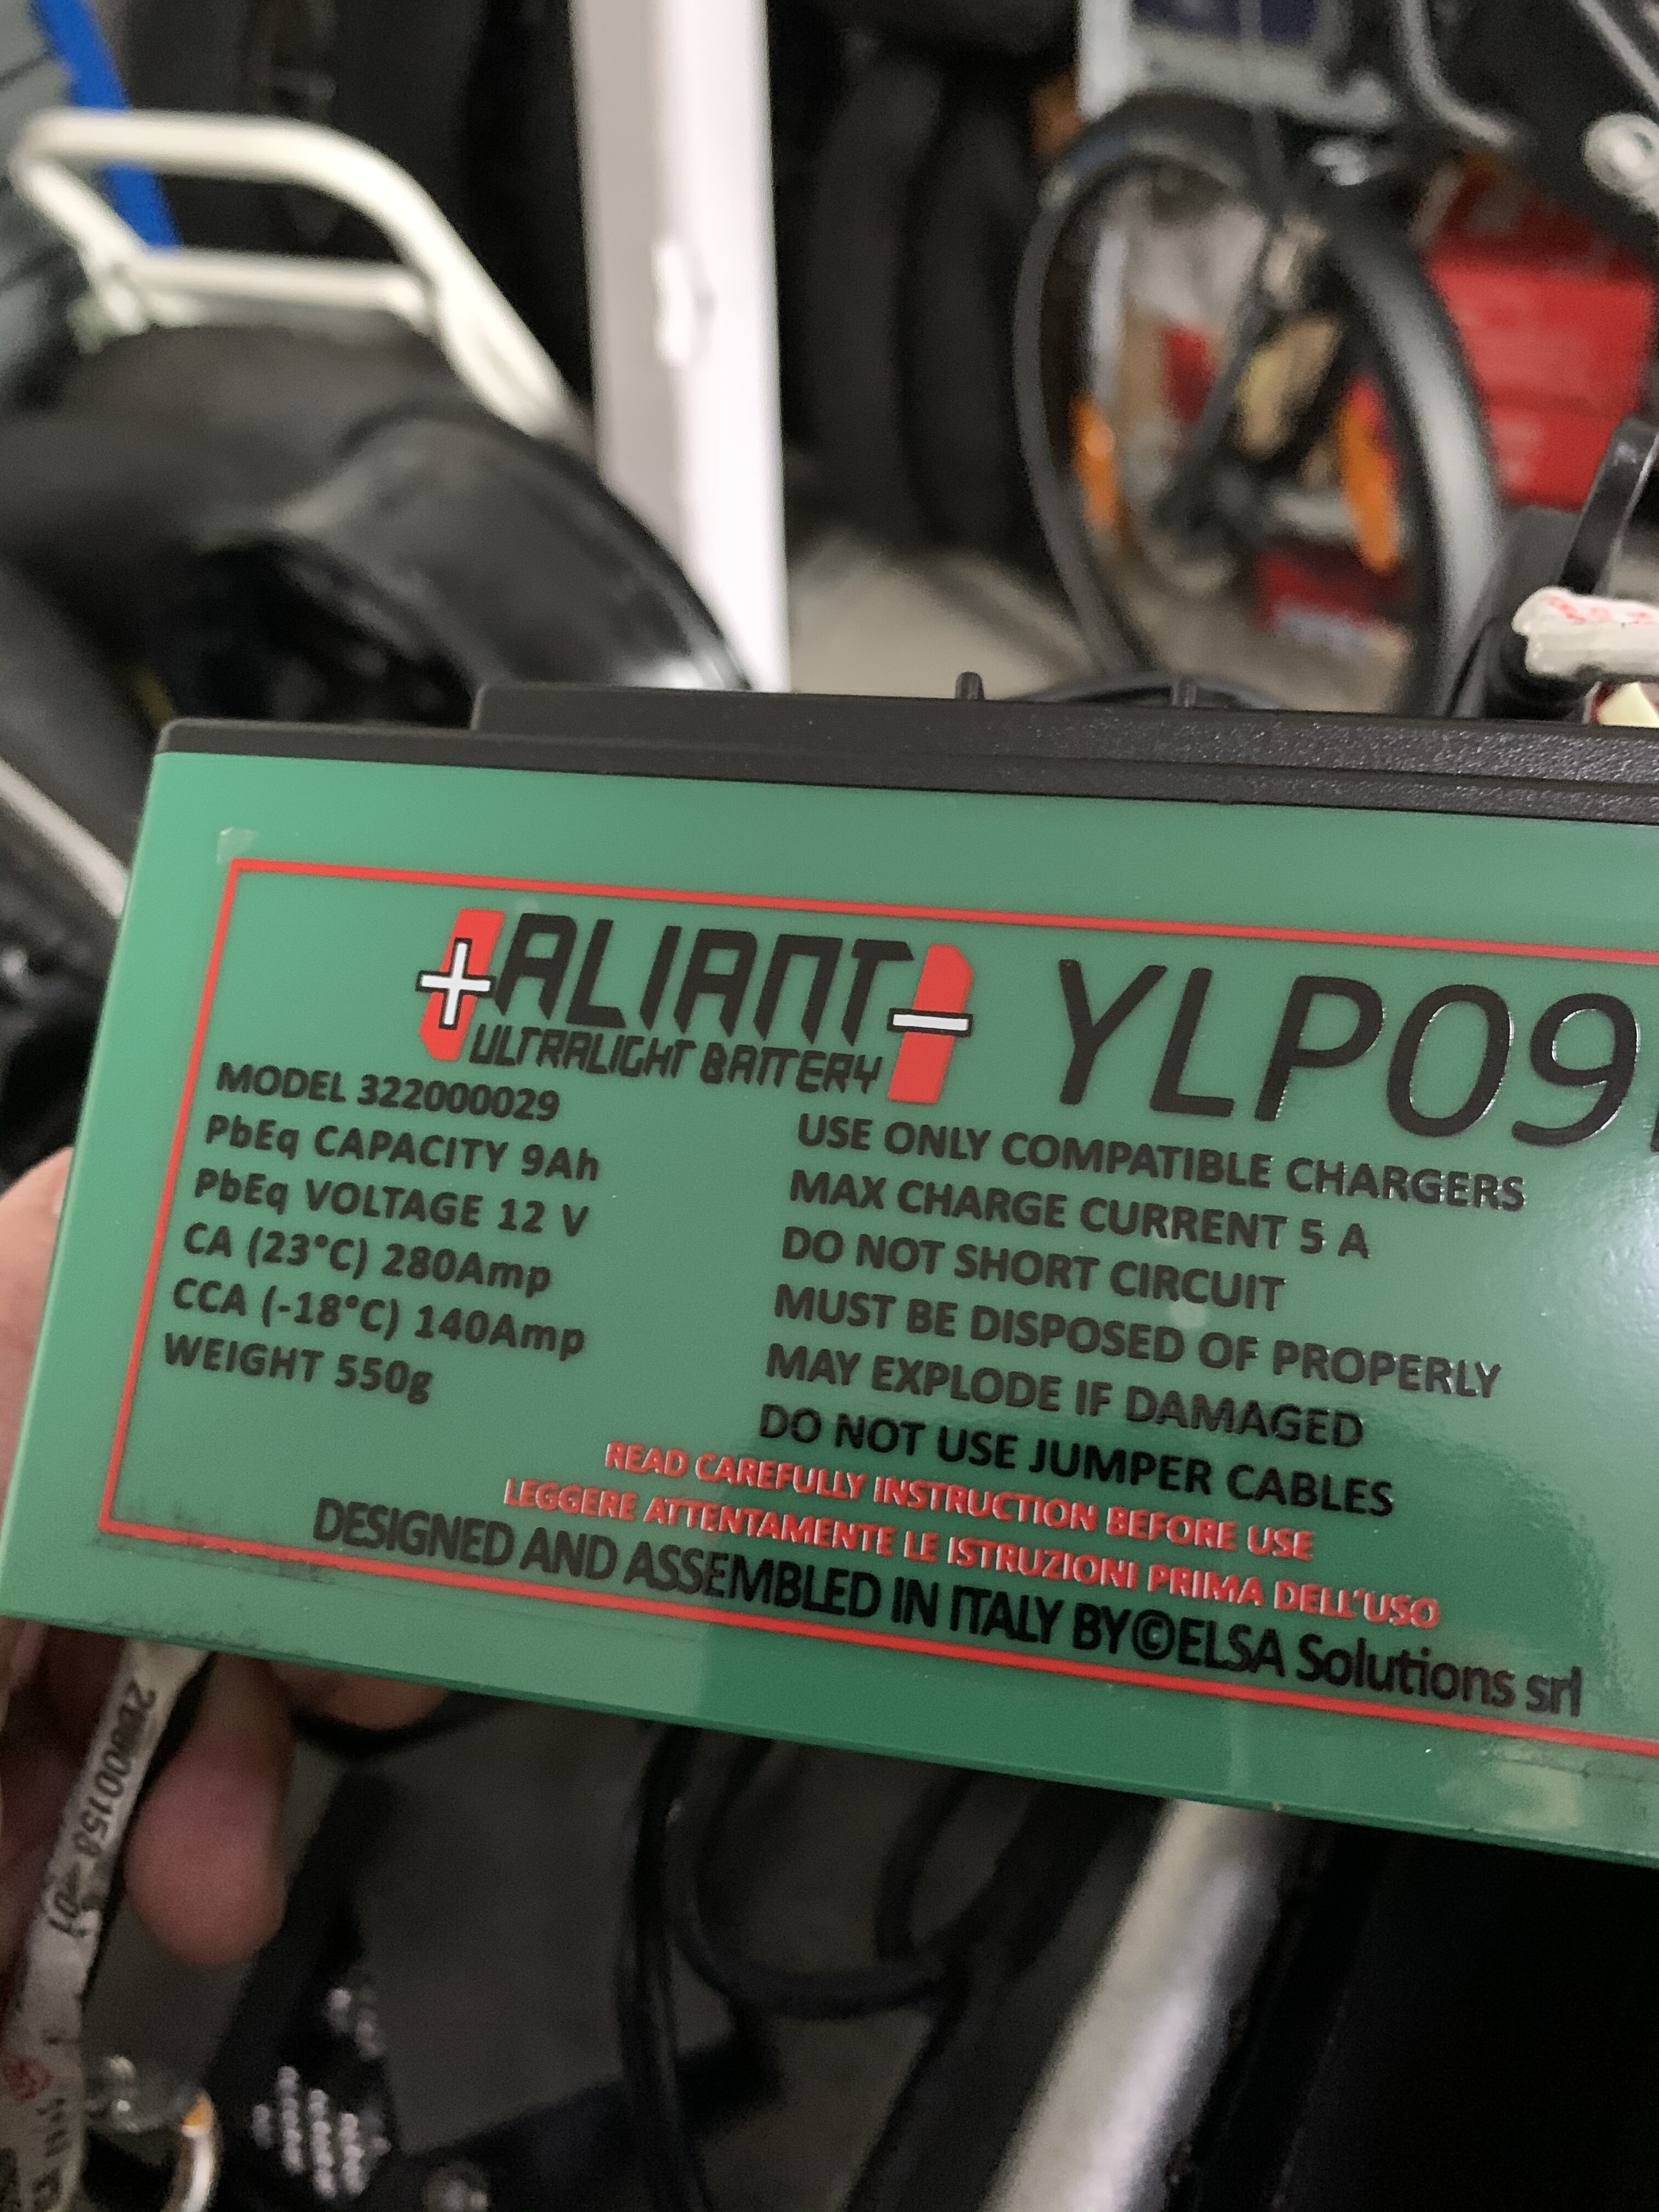 ALIANT
ULTRALIGHT BATTERY
YLP09
MODEL 322000029
PbEq CAPACITY 9Ah
PbEq VOLTAGE 12 V
CA (23°C) 280Amp
CCA (-18°C) 140Amp
WEIGHT 550g
USE ONLY COMPATIBLE CHARGERS
MAX CHARGE CURRENT 5 A
DO NOT SHORT CIRCUIT
MUST BE DISPOSED OF PROPERLY
MAY EXPLODE IF DAMAGED
DO NOT USE JUMPER CABLES
READ CAREFULLY INSTRUCTION BEFORE USE
LEGGERE ATTENTAMENTE LE ISTRUZIONI PRIMA DELL'USO
DESIGNED AND ASSEMBLED IN ITALY BY©ELSA Solutions srl